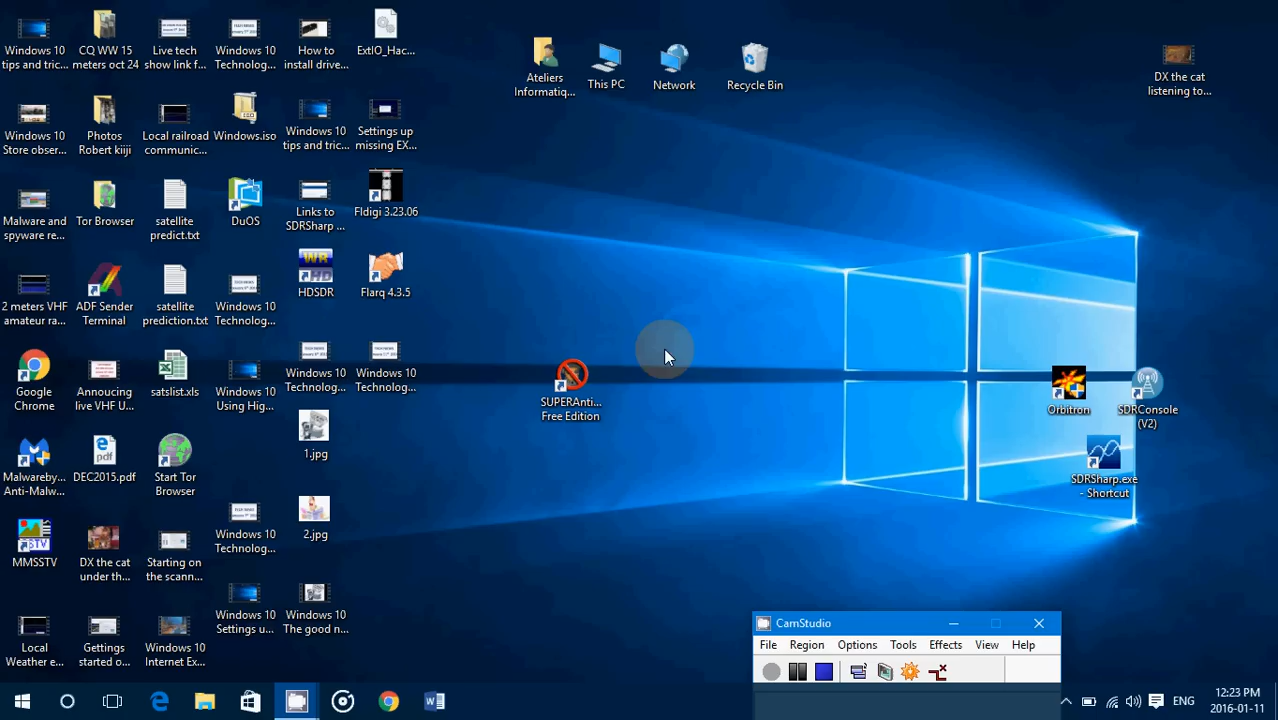 Windows 10
tips and tric...
CQ WW 15
meters oct 24
Live tech
show link f...
Windows 10
Technolog...
How to
install drive...
ExtIO_Hac...
Ateliers
Informatiq...
This PC
Network
Recycle Bin
DX the cat
listening to...
Windows 10
Store obser...
Photos
Robert kiiji
Local railroad
communic...
Windows.iso
Windows 10
tips and tric...
Settings up
missing EX...
Malware and
spyware re...
Tor Browser
satellite
predict.txt
DuOS
Links to
SDRSharp ...
Fldigi 3.23.06
2 meters VHF
amateur ra...
ADF Sender
Terminal
satellite
prediction.txt
Windows 10
Technolog...
WR
HD
HDSDR
Flarq 4.3.5
Google
Chrome
Annoucing
live VHF U...
satslist.xls
Windows 10
Using Hig...
Windows 10
Technolog...
Windows 10
Technolog...
SUPERAnti...
Free Edition
Orbitron
SDRConsole
(V2)
Malwareby...
Anti-Malw...
pdf
DEC2015.pdf
Start Tor
Browser
1.jpg
SDRSharp.exe
- Shortcut
MMSSTV
DX the cat
under th...
Starting on
the scann...
Windows 10
Technolog...
2.jpg
Local
Weather e...
Gettings
started o...
Windows 10
Internet Ex...
Windows 10
Settings u...
Windows 10
The good n...
CamStudio
File Region Options Tools Effects View Help
ENG
12:23 PM
2016-01-11